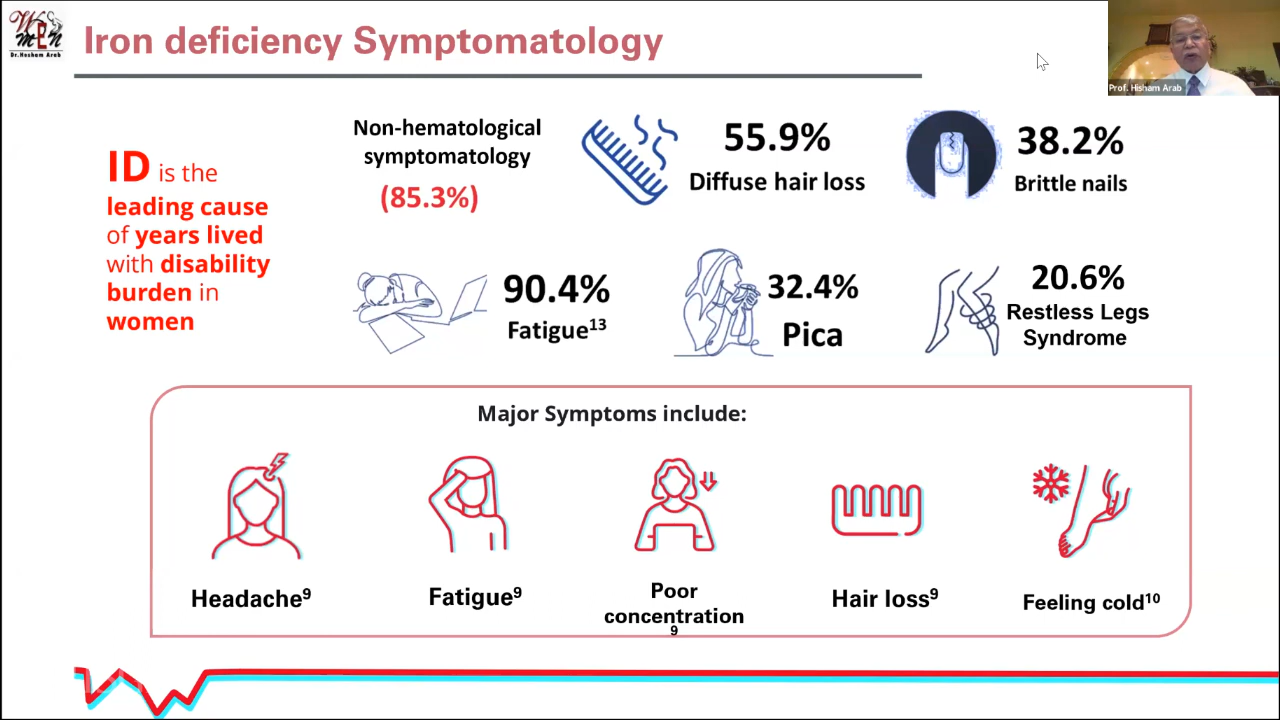 WOMEN
Dr.Hisham Arab
Iron deficiency Symptomatology
Prof. Hisham Arab
ID is the
leading cause
of years lived
with disability
burden in
women
Non-hematological
symptomatology
(85.3%)
55.9%
Diffuse hair loss
38.2%
Brittle nails
90.4%
Fatigue¹³
32.4%
Pica
20.6%
Restless Legs
Syndrome
Major Symptoms include:
Headache⁹
Fatigue⁹
Poor
concentration
9
Hair loss⁹
Feeling cold¹⁰